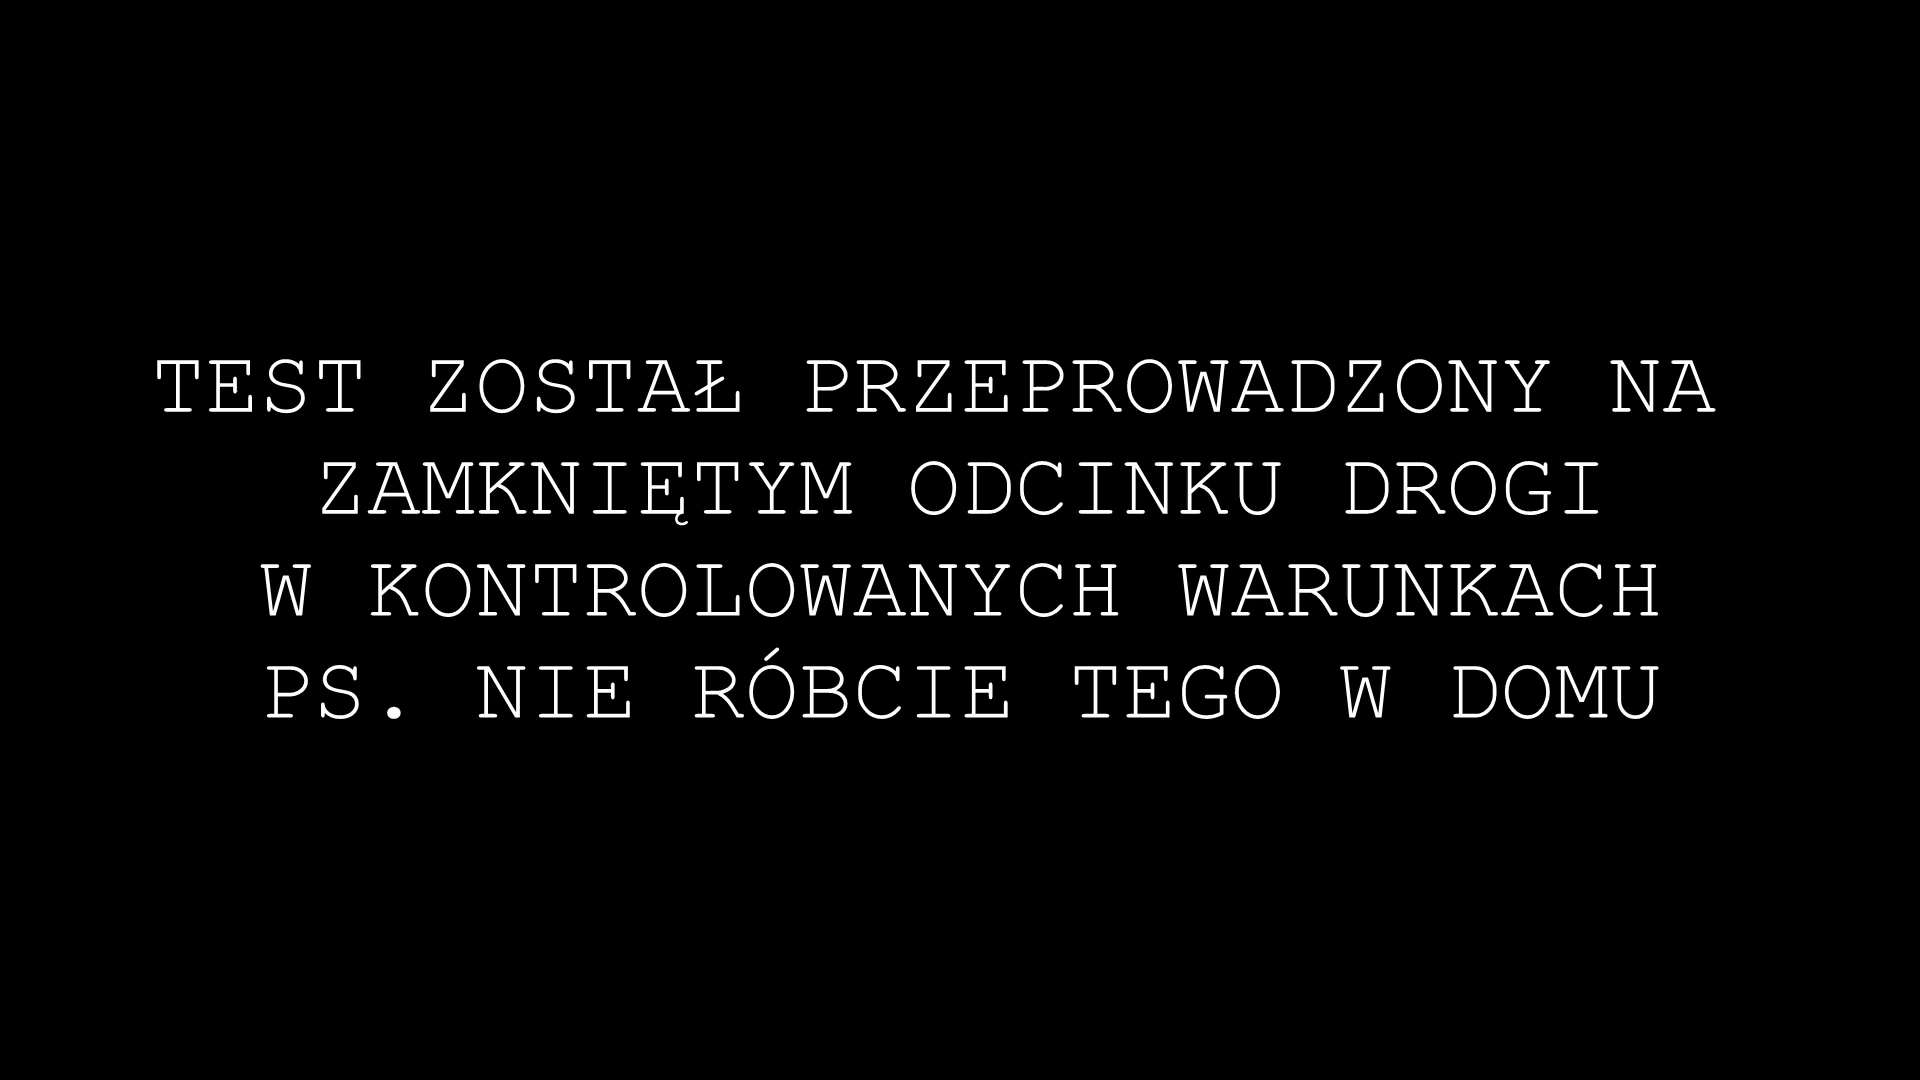 TEST ZOSTAŁ PRZEPROWADZONY NA
ZAMKNIĘTYM ODCINKU DROGI
W KONTROLOWANYCH WARUNKACH
PS. NIE RÓBCIE TEGO W DOMU